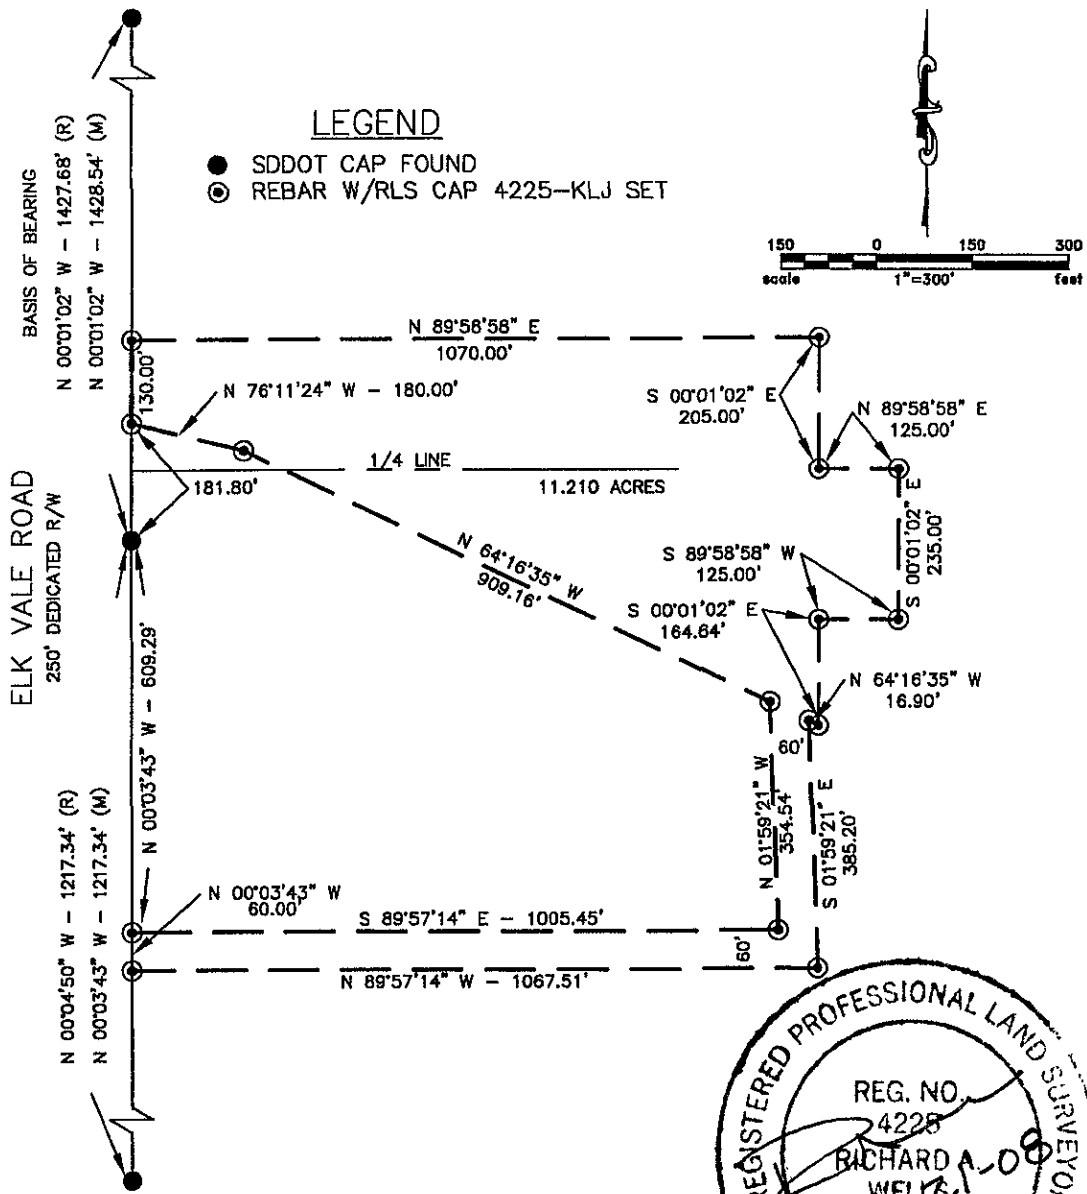 LEGEND
SDDOT CAP FOUND
REBAR W/RLS CAP 4225-KLJ SET
BASIS OF BEARING
N 00°01'02" W - 1427.68' (R)
N 00°01'02" W - 1428.54' (M)
150 0 150 300
scale 1"=300' feet
N 89°58'58" E
1070.00'
130.00'
N 76°11'24" W - 180.00'
S 00°01'02" E
205.00'
N 89°58'58" E
125.00'
1/4 LINE
181.80'
11.210 ACRES
ELK VALE ROAD
250' DEDICATED R/W
N 64°16'35" W
909.16'
S 00°01'02" E
235.00'
S 89°58'58" W
125.00'
S 00°01'02" E
164.64'
N 64°16'35" W
16.90'
60'
N 00°03'43" W - 609.29'
N 01°59'21" W
354.54
S 01°59'21" E
385.20'
N 00°04'50" W - 1217.34' (R)
N 00°03'43" W - 1217.34' (M)
N 00°03'43" W
60.00'
S 89°57'14" E - 1005.45'
60'
N 89°57'14" W - 1067.51'
REGISTERED PROFESSIONAL LAND SURVEYOR
REG. NO.
4225
RICHARD A.
WELLS